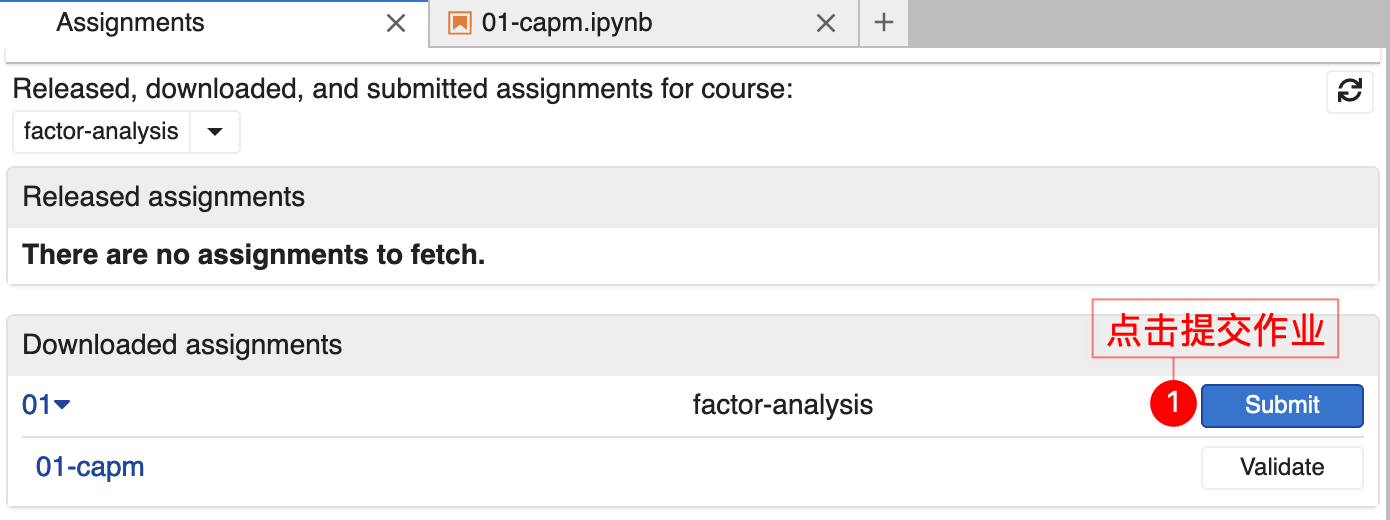 Assignments
01-capm.ipynb
Released, downloaded, and submitted assignments for course:
factor-analysis
Released assignments
There are no assignments to fetch.
点击提交作业
Downloaded assignments
01
factor-analysis
1
Submit
01-capm
Validate